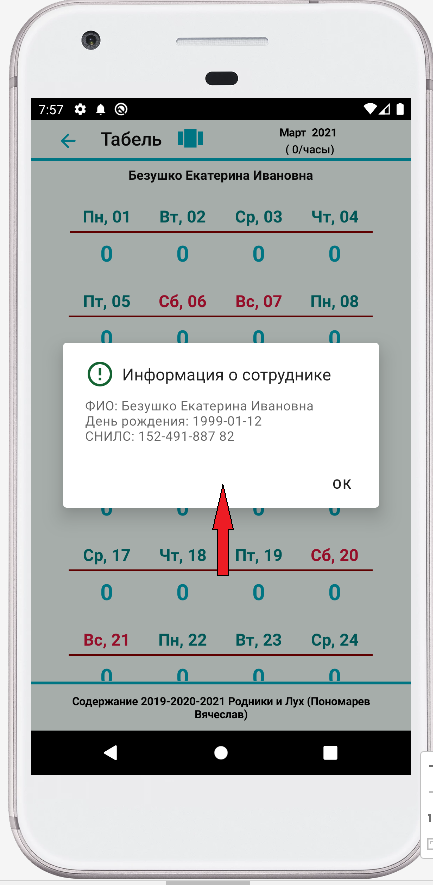 7:57
Табель
Март 2021
( 0/часы)
Безушко Екатерина Ивановна
Пн, 01 Вт, 02 Ср, 03 Чт, 04
0 0 0 0
Пт, 05 Сб, 06 Вс, 07 Пн, 08
0 0 0 0
Информация о сотруднике
ФИО: Безушко Екатерина Ивановна
День рождения: 1999-01-12
СНИЛС: 152-491-887 82
ОК
0 0 0 0
Ср, 17 Чт, 18 Пт, 19 Сб, 20
0 0 0 0
Вс, 21 Пн, 22 Вт, 23 Ср, 24
0 0 0 0
Содержание 2019-2020-2021 Родники и Лух (Пономарев
Вячеслав)
1